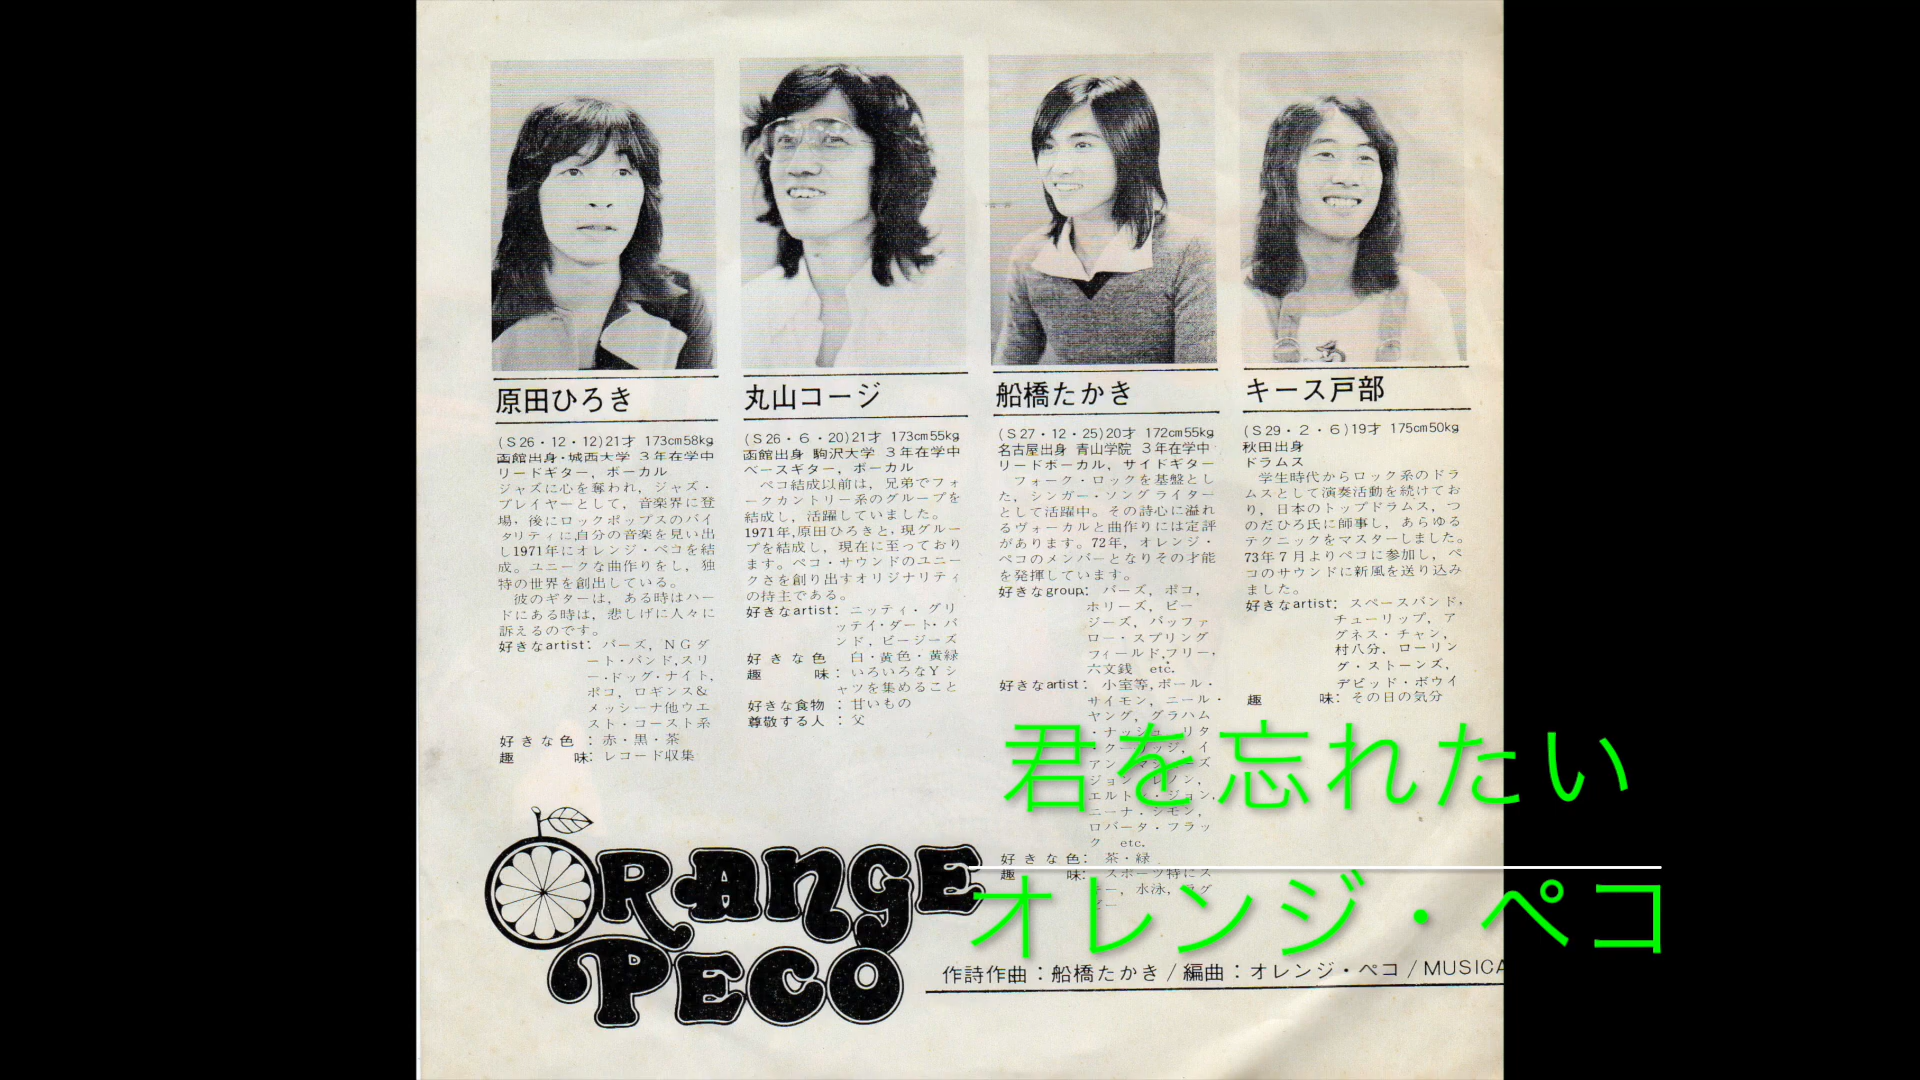 原田ひろき
(S26・12・12)21才 173cm58kg
函館出身・城西大学 3年在学中
リードギター，ボーカル
ジャズに心を奪われ，ジャズ・
プレイヤーとして，音楽界に登
場，後にロックポップスのバイ
タリティに,自分の音楽を見い出
し1971年にオレンジ・ペコを結
成。ユニークな曲作りをし，独
特の世界を創出している。
彼のギターは，ある時はハー
ドにある時は，悲しげに人々に
訴えるのです。
好きなartist：バーズ，NGダ
ート・バンド,スリ
ー・ドッグ・ナイト,
ポコ，ロギンス&
メッシーナ他ウエ
スト・コースト系
好きな色：赤・黒・茶
趣味：レコード収集
丸山コージ
(S26・6・20)21才 173cm55kg
函館出身 駒沢大学 3年在学中
ベースギター，ボーカル
ペコ結成以前は，兄弟でフォ
ークカントリー系のグループを
結成し，活躍していました。
1971年,原田ひろきと，現グルー
プを結成し，現在に至っており
ます。ペコ・サウンドのユニー
クさを創り出すオリジナリティ
の持主である。
好きなartist：ニッティ・グリ
ッテイ・ダート・バ
ンド，ビージーズ
好きな色 白・黄色・黄緑
趣味：いろいろなYシ
ャツを集めること
好きな食物：甘いもの
尊敬する人：父
船橋たかき
(S27・12・25)20才 172cm55kg
名古屋出身 青山学院 3年在学中
リードボーカル，サイドギター
フォーク・ロックを基盤とし
た，シンガー・ソングライター
として活躍中。その詩心に溢れ
るヴォーカルと曲作りには定評
があります。72年，オレンジ・
ペコのメンバーとなりその才能
を発揮しています。
好きなgroup：バーズ，ポコ，
ホリーズ，ビー
ジーズ，バッファ
ロー・スプリング
フィールド,フリー，
六文銭 etc.
好きなartist：小室等,ポール・
サイモン，ニール・
ヤング，グラハム
・ナッシュ，リタ
・クーリッジ，イ
アン・マシューズ
ジョン・レノン，
エルトン・ジョン，
ニーナ・シモン，
ロバータ・フラッ
ク etc.
好きな色：茶・緑
趣味：スポーツ特にス
キー，水泳，ラグ
ビー
キース戸部
(S29・2・6)19才 175cm50kg
秋田出身
ドラムス
学生時代からロック系のドラ
ムスとして演奏活動を続けてお
り，日本のトップドラムス，つ
のだひろ氏に師事し，あらゆる
テクニックをマスターしました。
73年7月よりペコに参加し，ペ
コのサウンドに新風を送り込み
ました。
好きなartist：スペースバンド，
チューリップ，ア
グネス・チャン，
村八分，ローリン
グ・ストーンズ，
デビッド・ボウイ
趣味：その日の気分
君を忘れたい
オレンジ・ペコ
ORANGE
PECO
作詩作曲：船橋たかき/編曲：オレンジ・ペコ/MUSICA